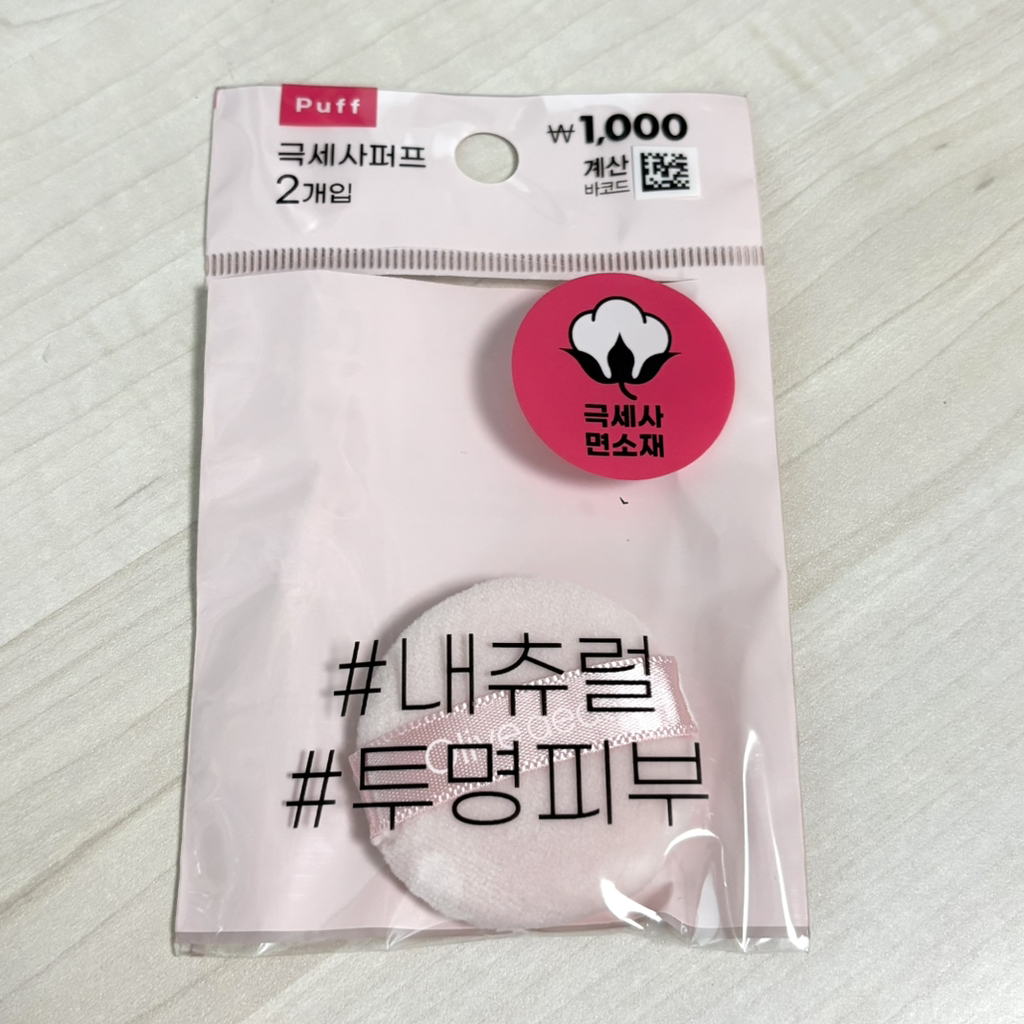 Puff
극세사퍼프
2개입
₩1,000
계산
바코드
극세사
면소재
#내츄럴
#투명피부